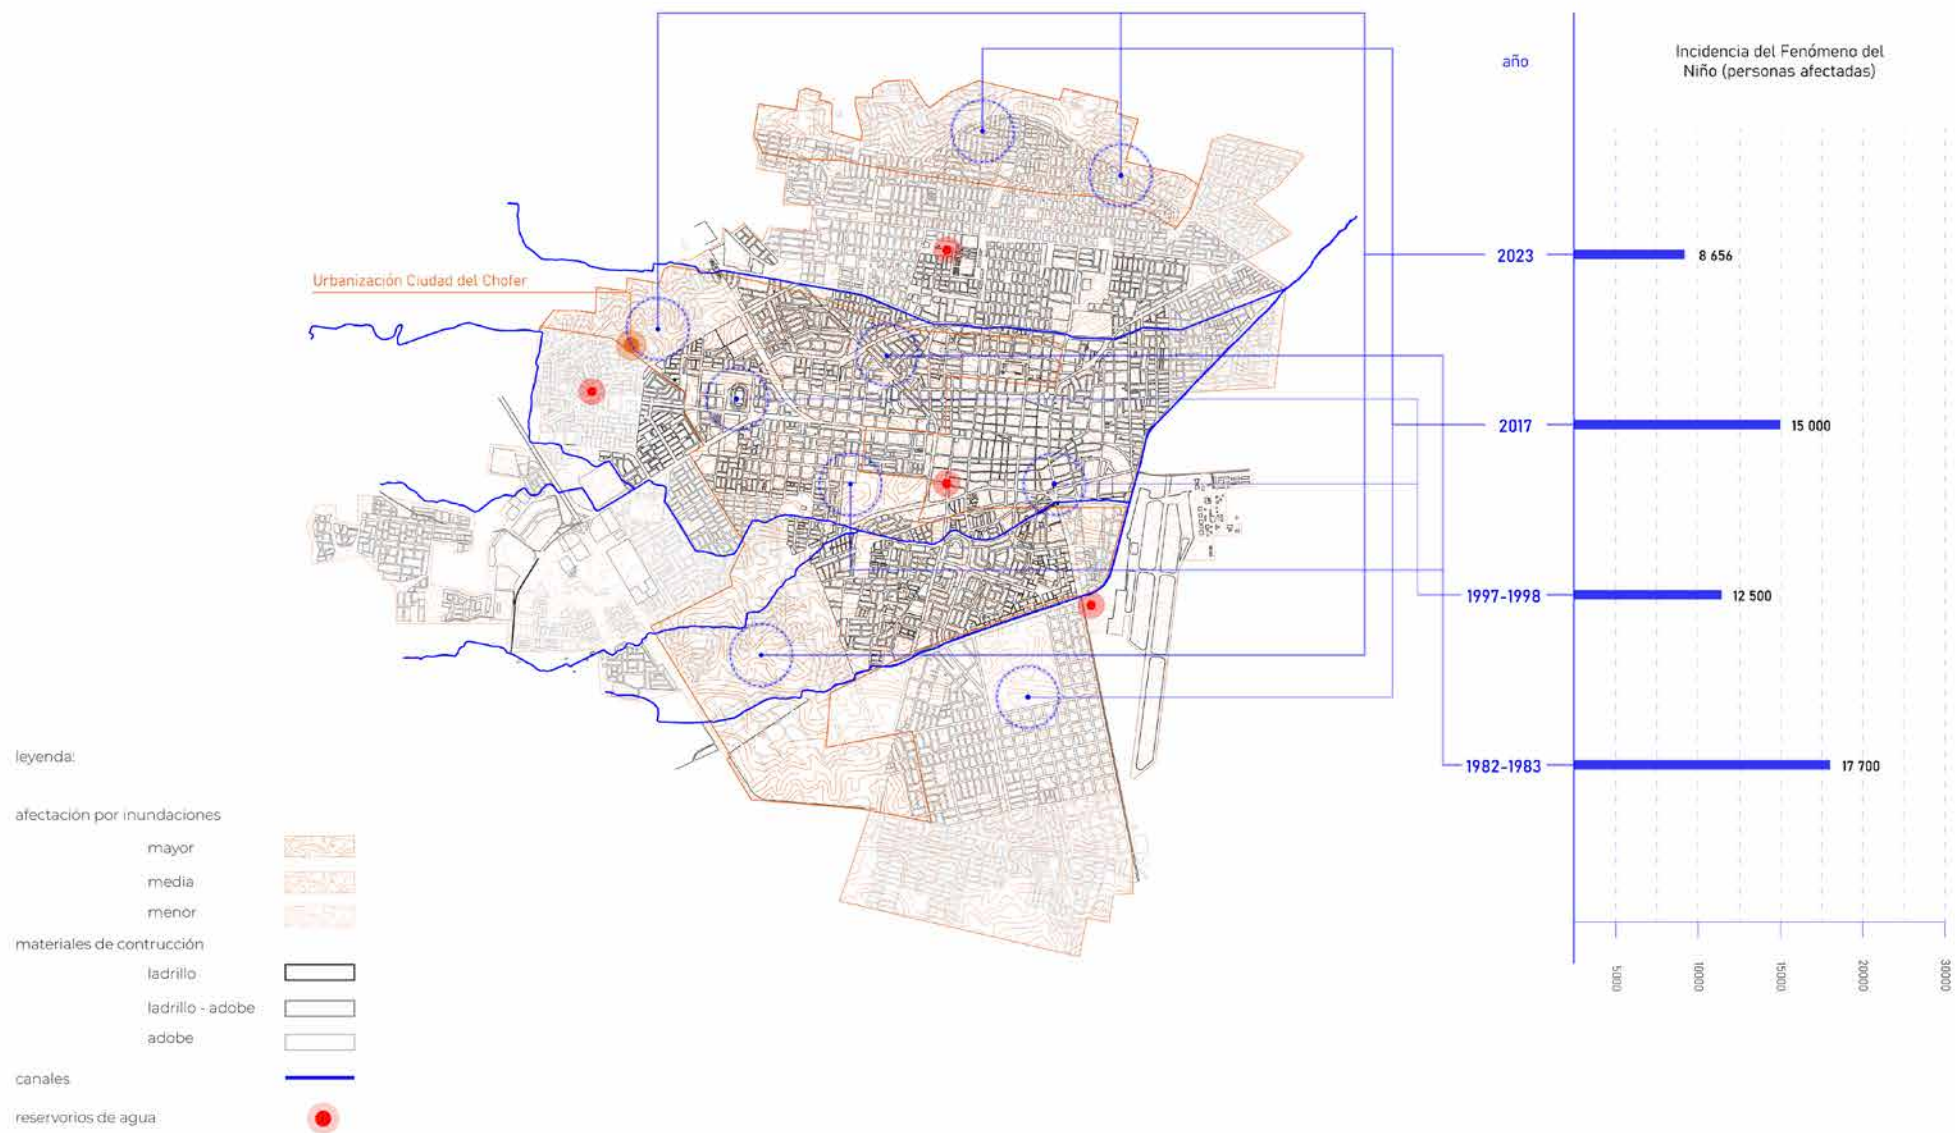 año
Incidencia del Fenómeno del
Niño (personas afectadas)
Urbanización Ciudad del Chofer
2023
8 656
2017
15 000
1997-1998
12 500
1982-1983
17 700
5000
10000
15000
20000
30000
leyenda:
afectación por inundaciones
mayor
media
menor
materiales de contrucción
ladrillo
ladrillo - adobe
adobe
canales
reservorios de agua